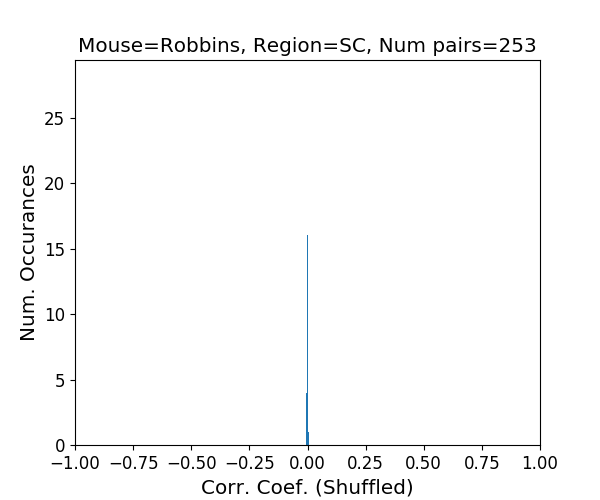 Mouse=Robbins, Region=SC, Num pairs=253
Num. Occurances
25
20
15
10
5
0
−1.00 −0.75 −0.50 −0.25 0.00 0.25 0.50 0.75 1.00
Corr. Coef. (Shuffled)